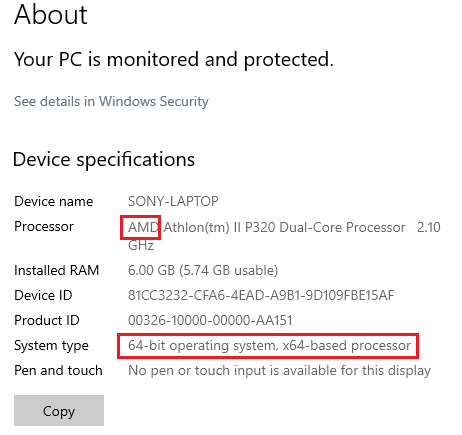 About
Your PC is monitored and protected.
See details in Windows Security
Device specifications
Device name SONY-LAPTOP
Processor AMD Athlon(tm) II P320 Dual-Core Processor 2.10
GHz
Installed RAM 6.00 GB (5.74 GB usable)
Device ID 81CC3232-CFA6-4EAD-A9B1-9D109FBE15AF
Product ID 00326-10000-00000-AA151
System type 64-bit operating system, x64-based processor
Pen and touch No pen or touch input is available for this display
Copy